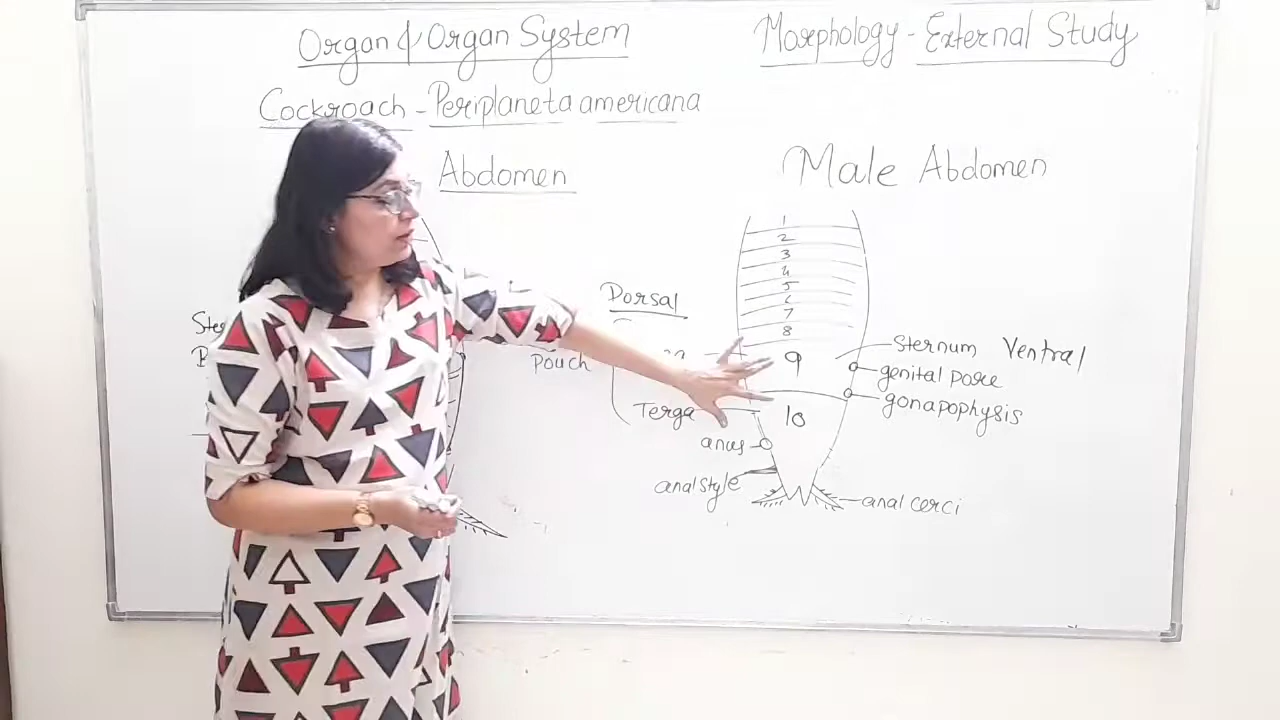 Organ & Organ System
Morphology - External Study
Cockroach - Periplaneta americana
Abdomen
Male Abdomen
1
2
3
4
5
6
7
8
9
10
Dorsal
Pouch
Terga
sternum Ventral
genital pore
gonapophysis
anus
anal style
anal cerci